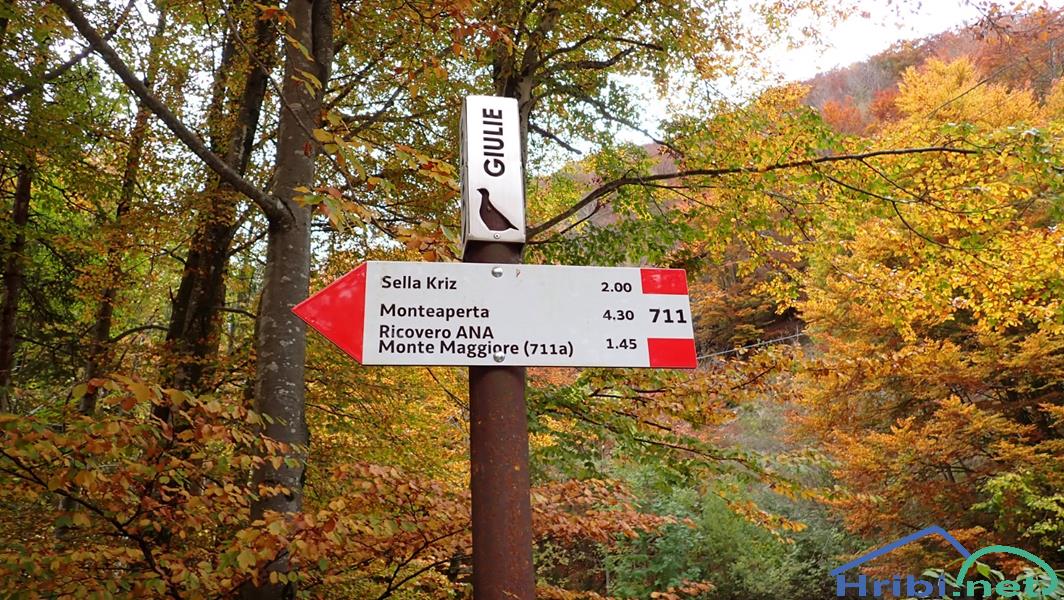 GIULIE
Sella Kriz 2.00
Monteaperta 4.30 711
Ricovero ANA
Monte Maggiore (711a) 1.45
Hribi.net